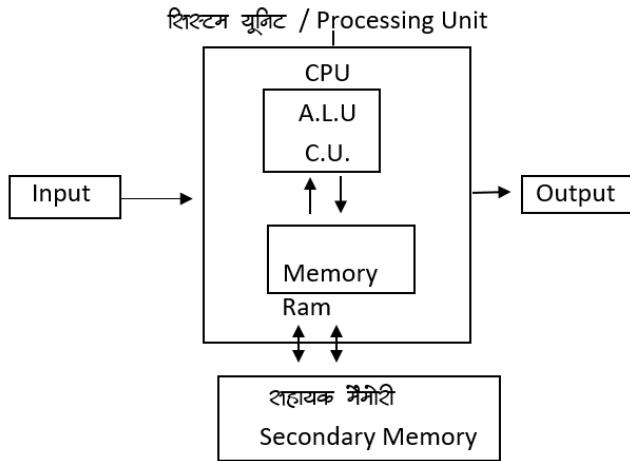 सिस्टम यूनिट / Processing Unit
CPU
A.L.U
C.U.
Input
Output
Memory
Ram
सहायक मैमोरी
Secondary Memory